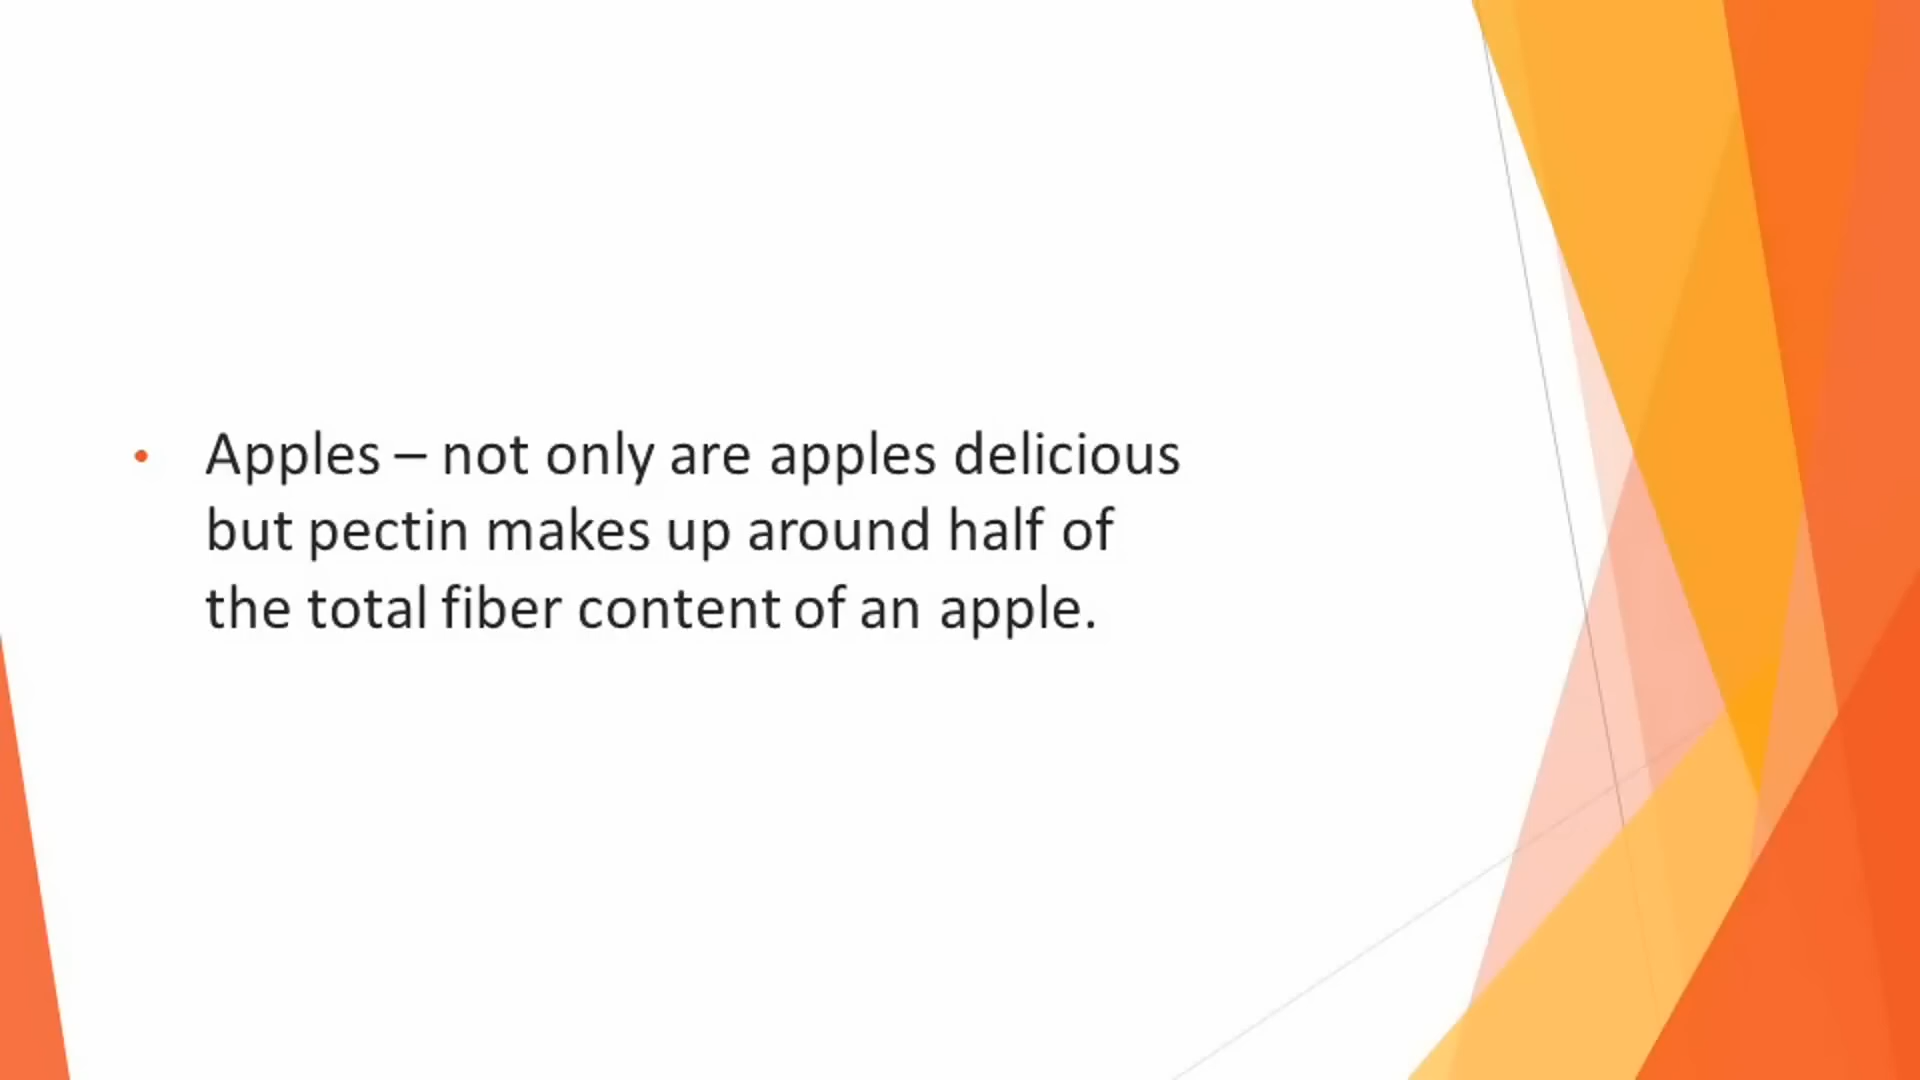 • Apples – not only are apples delicious
but pectin makes up around half of
the total fiber content of an apple.